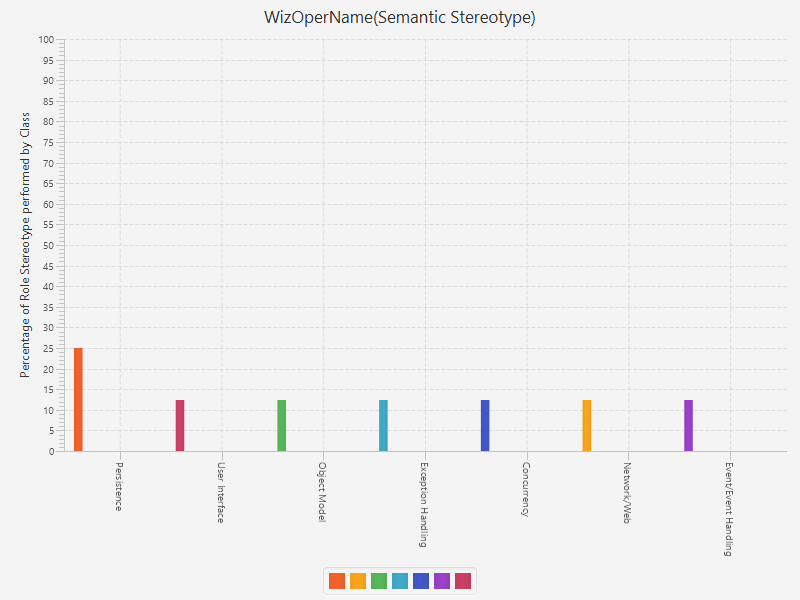 WizOperName(Semantic Stereotype)
Percentage of Role Stereotype performed by Class
100
95
90
85
80
75
70
65
60
55
50
45
40
35
30
25
20
15
10
5
0
Persistence
User Interface
Object Model
Exception Handling
Concurrency
Network/Web
Event/Event Handling